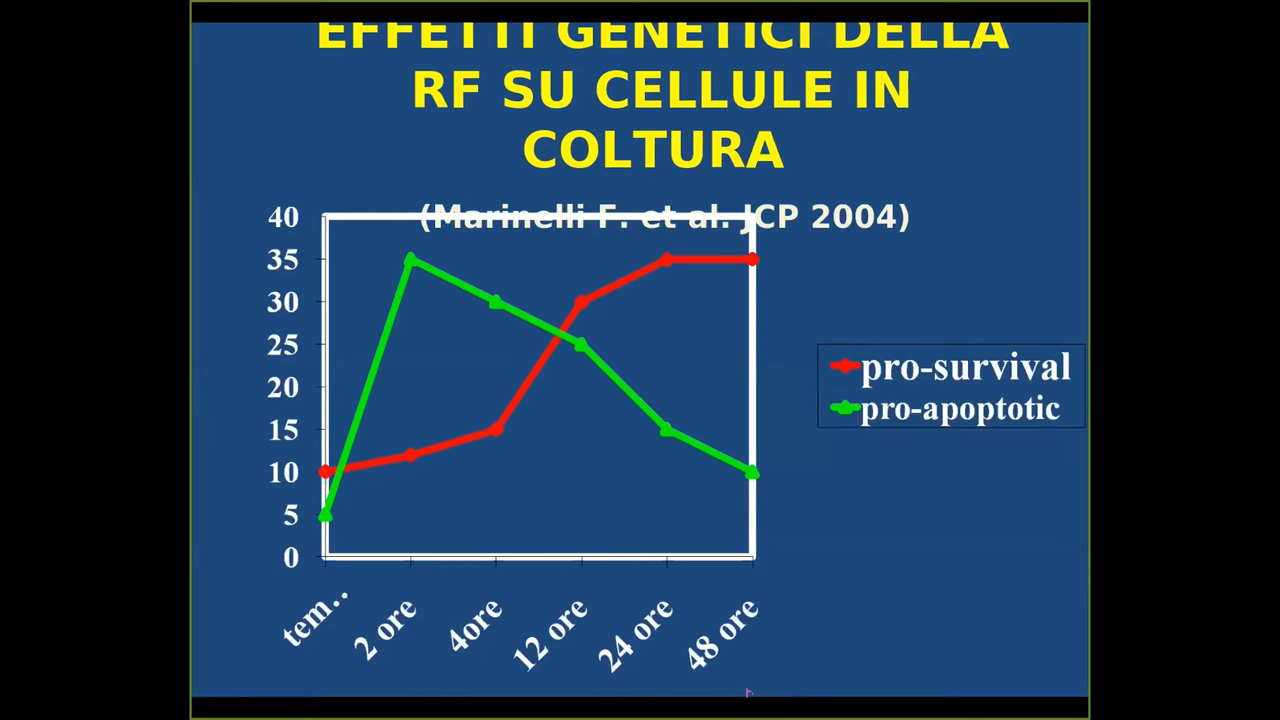 EFFETTI GENETICI DELLA
RF SU CELLULE IN
COLTURA
(Marinelli F. et al. JCP 2004)
40
35
30
25
20
15
10
5
0
tem..
2 ore
4ore
12 ore
24 ore
48 ore
pro-survival
pro-apoptotic